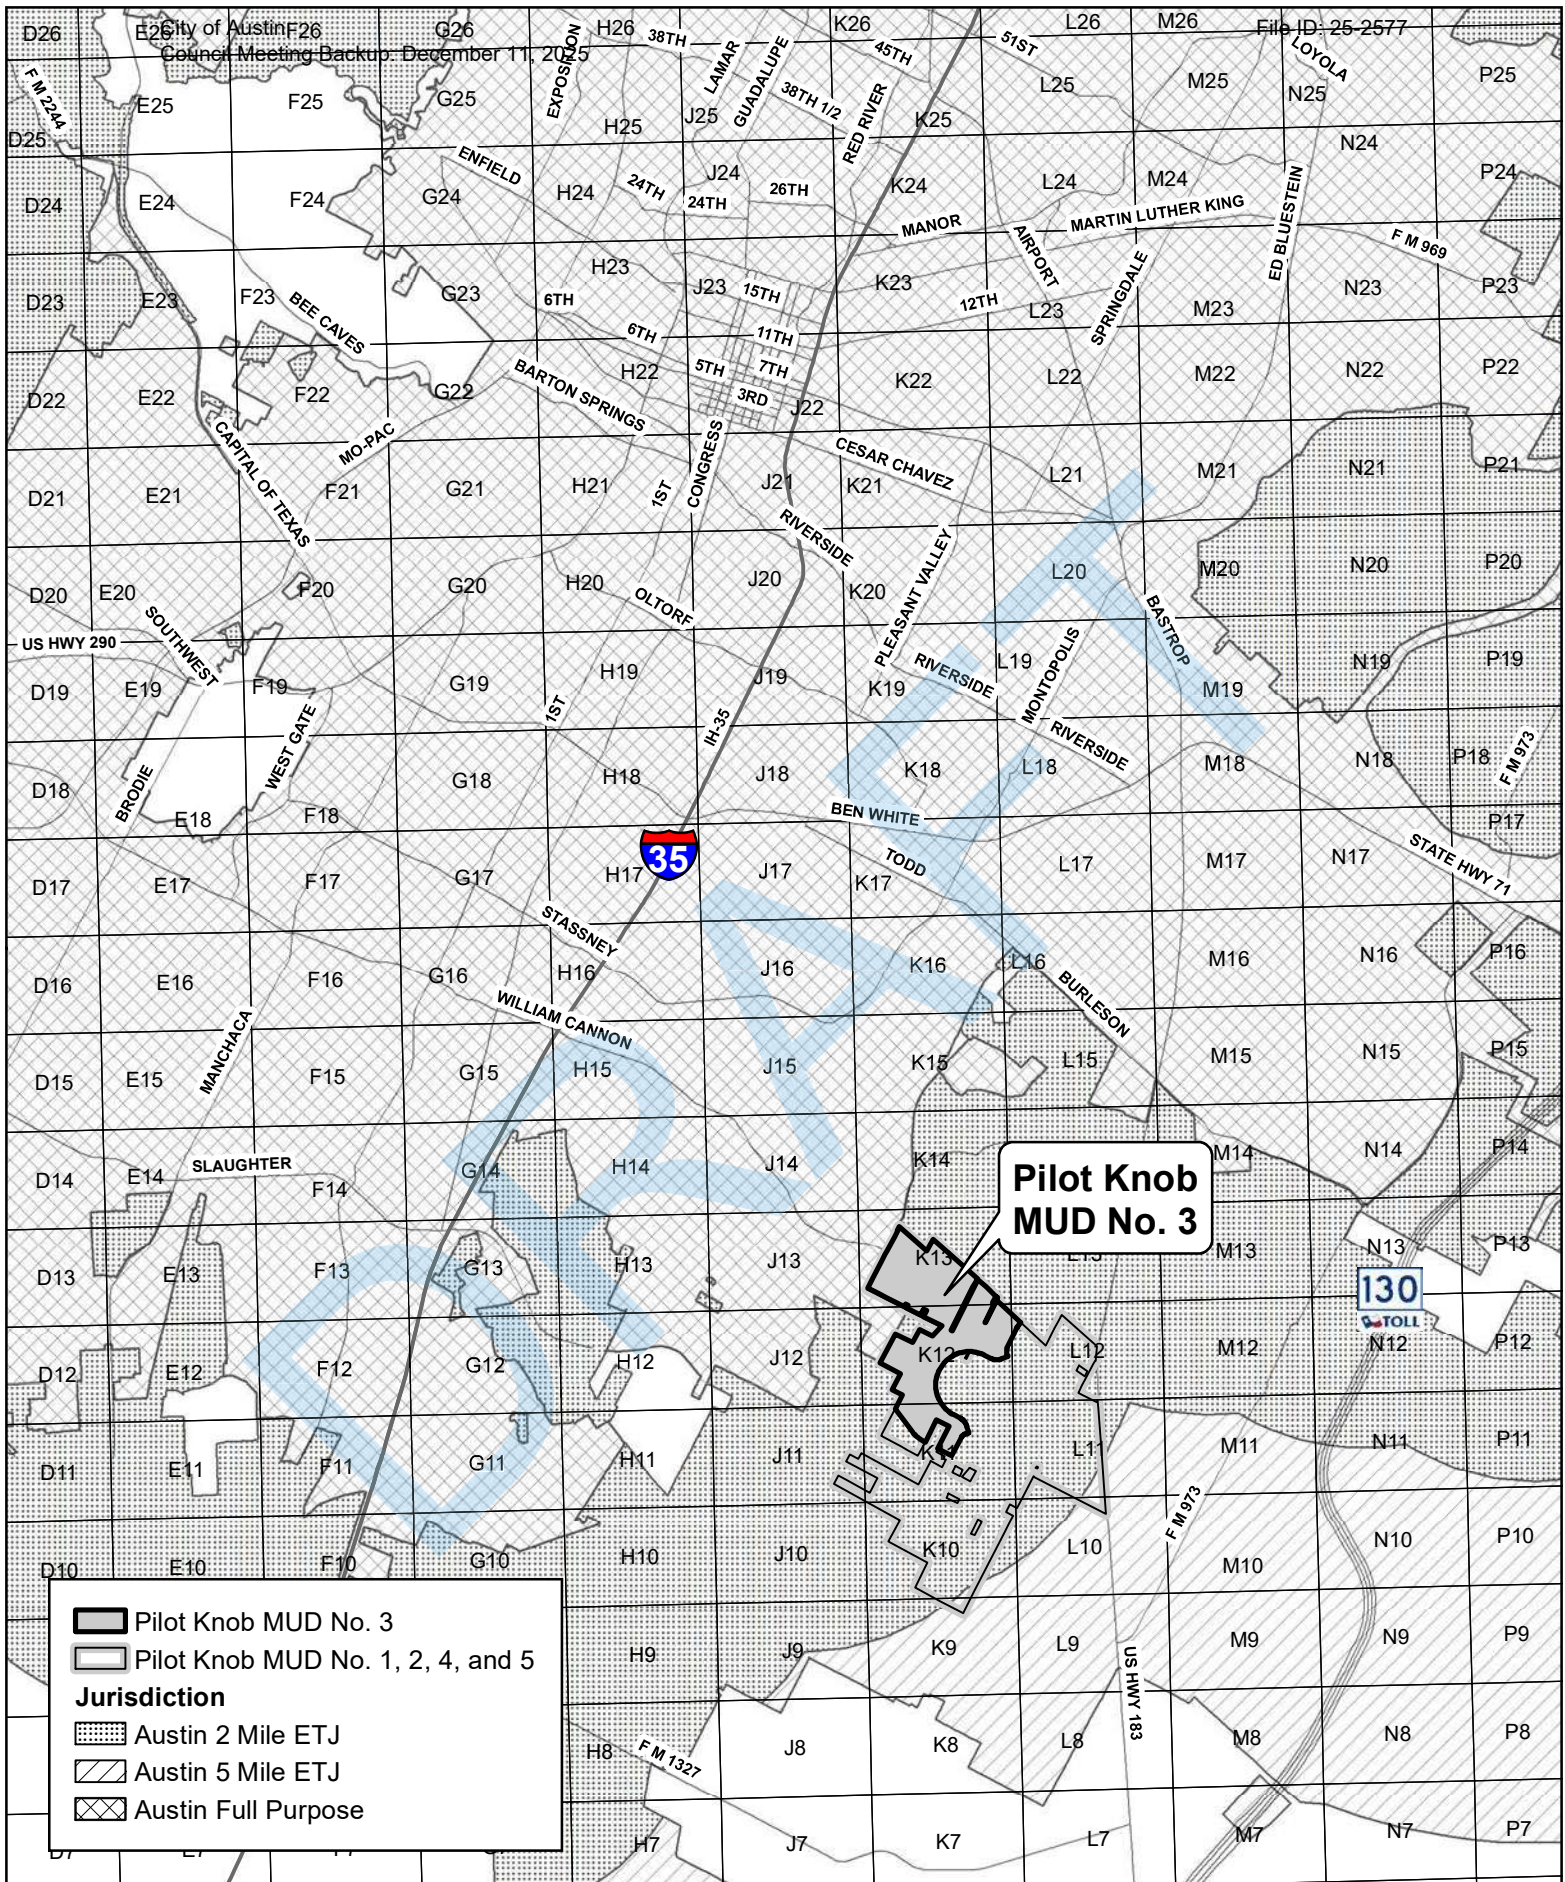 City of Austin
Council Meeting Backup: December 11, 2025
File ID: 25-2577
D26
E26
F26
G26
H26
K26
L26
M26
38TH
45TH
51ST
LOYOLA
EXPOSITION
LAMAR
GUADALUPE
F M 2244
D25
E25
F25
G25
H25
J25
38TH 1/2
RED RIVER
K25
L25
M25
N25
P25
ENFIELD
D24
E24
F24
G24
H24
24TH
24TH
J24
26TH
K24
L24
M24
N24
P24
MANOR
AIRPORT
MARTIN LUTHER KING
ED BLUESTEIN
F M 969
D23
E23
F23
BEE CAVES
G23
H23
6TH
J23
15TH
K23
12TH
L23
SPRINGDALE
M23
N23
P23
6TH
11TH
5TH
7TH
3RD
D22
E22
F22
G22
BARTON SPRINGS
H22
J22
K22
L22
M22
N22
P22
CAPITAL OF TEXAS
MO-PAC
CONGRESS
1ST
CESAR CHAVEZ
D21
E21
F21
G21
H21
J21
K21
L21
M21
N21
P21
RIVERSIDE
PLEASANT VALLEY
D20
E20
F20
G20
H20
OLTORF
J20
K20
L20
M20
N20
P20
US HWY 290
SOUTHWEST
BASTROP
D19
E19
F19
G19
H19
J19
K19
RIVERSIDE
L19
MONTOPOLIS
M19
N19
P19
WEST GATE
1ST
IH-35
RIVERSIDE
D18
BRODIE
E18
F18
G18
H18
J18
K18
L18
M18
N18
P18
F M 973
BEN WHITE
35
TODD
D17
E17
F17
G17
H17
J17
K17
L17
M17
N17
P17
STATE HWY 71
STASSNEY
D16
E16
F16
G16
H16
J16
K16
L16
M16
N16
P16
WILLIAM CANNON
BURLESON
MANCHACA
D15
E15
F15
G15
H15
J15
K15
L15
M15
N15
P15
SLAUGHTER
D14
E14
F14
G14
H14
J14
K14
M14
N14
P14
Pilot Knob
MUD No. 3
D13
E13
F13
G13
H13
J13
K13
L13
M13
N13
P13
130
TOLL
D12
E12
F12
G12
H12
J12
K12
L12
M12
N12
P12
D11
E11
F11
G11
H11
J11
K11
L11
M11
N11
P11
F M 973
D10
E10
F10
G10
H10
J10
K10
L10
M10
N10
P10
H9
J9
K9
L9
M9
N9
P9
US HWY 183
H8
F M 1327
J8
K8
L8
M8
N8
P8
H7
J7
K7
L7
M7
N7
P7
Pilot Knob MUD No. 3
Pilot Knob MUD No. 1, 2, 4, and 5
Jurisdiction
Austin 2 Mile ETJ
Austin 5 Mile ETJ
Austin Full Purpose
DRAFT